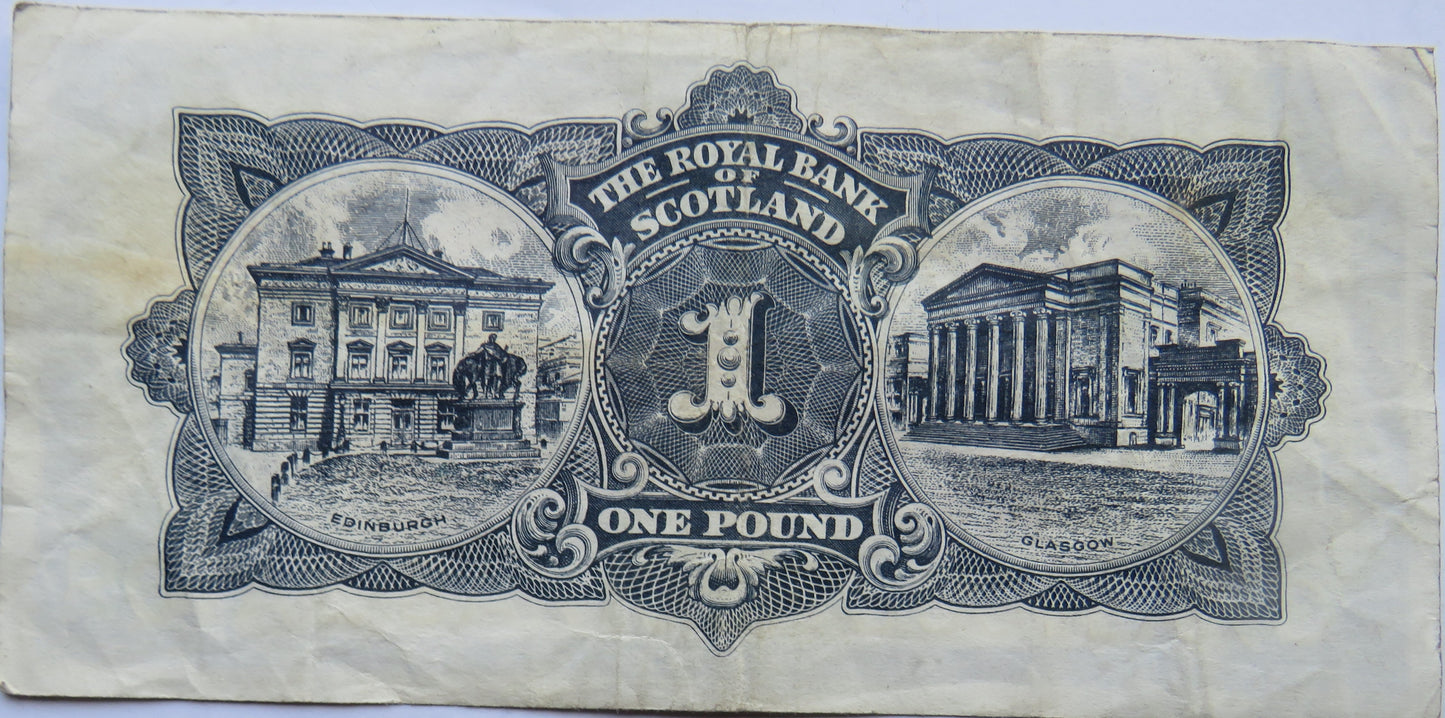 THE ROYAL BANK
OF
SCOTLAND
1
ONE POUND
EDINBURGH
GLASGOW